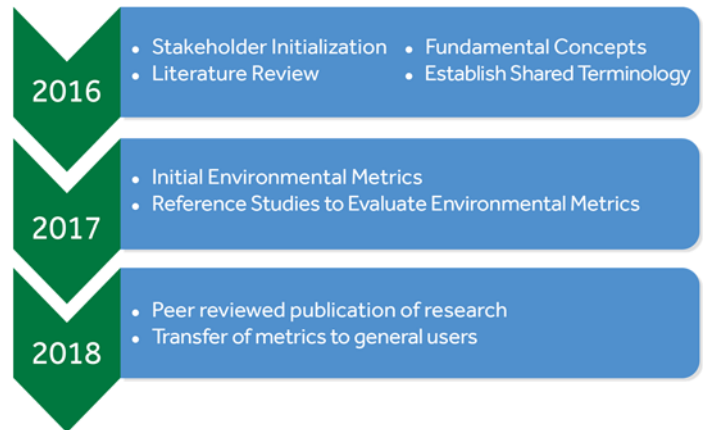 2016
• Stakeholder Initialization • Fundamental Concepts
• Literature Review • Establish Shared Terminology
2017
• Initial Environmental Metrics
• Reference Studies to Evaluate Environmental Metrics
2018
• Peer reviewed publication of research
• Transfer of metrics to general users